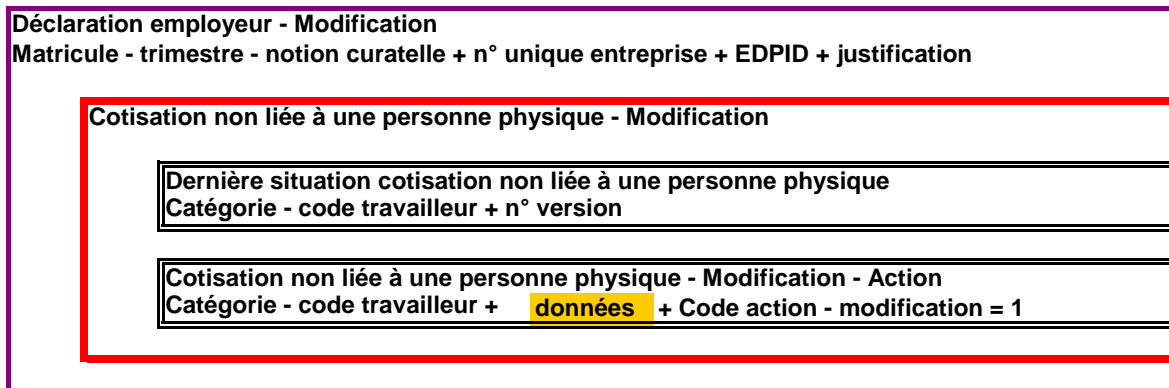 Déclaration employeur - Modification
Matricule - trimestre - notion curatelle + n° unique entreprise + EDPID + justification
Cotisation non liée à une personne physique - Modification
Dernière situation cotisation non liée à une personne physique
Catégorie - code travailleur + n° version
Cotisation non liée à une personne physique - Modification - Action
Catégorie - code travailleur + données + Code action - modification = 1